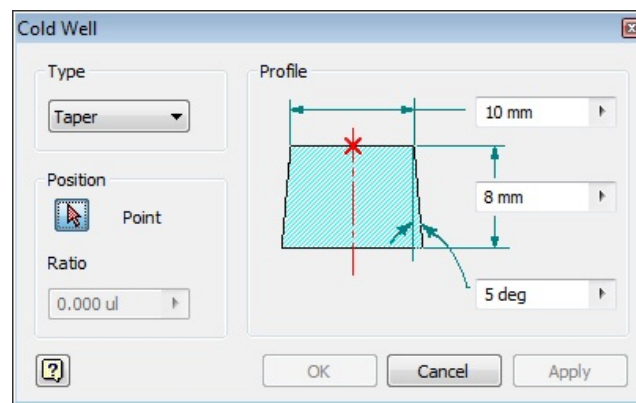 Cold Well
Type
Taper
Position
Point
Ratio
0.000 ul
Profile
10 mm
8 mm
5 deg
OK
Cancel
Apply